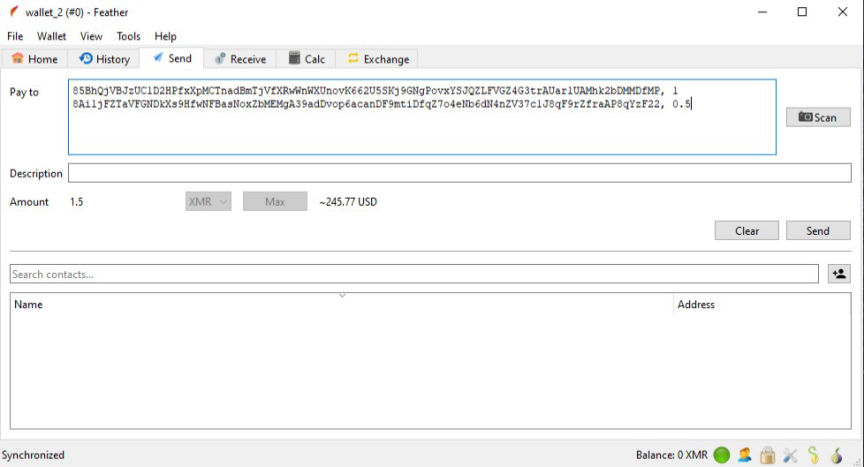 wallet_2 (#0) - Feather
File Wallet View Tools Help
Home History Send Receive Calc Exchange
Pay to
85BhQjVBJzUC1D2HPfxXpMCTnadBmTjVfXRwWnWXUnovK662U5SKj9GNgPovxYSJQZLFVGZ4G3trAUar1UAMhk2bDMMDfMP, 1
8Ai1jFZTaVFGNDkXs9HfwNFBasNoxZbMEMgA39adDvop6acanDF9mtiDfqZ7o4eNb6dN4nZV37c1J8qF9rZfraAP8qYzF22, 0.5
Scan
Description
Amount 1.5 XMR Max ~245.77 USD
Clear Send
Search contacts...
Name Address
Synchronized Balance: 0 XMR